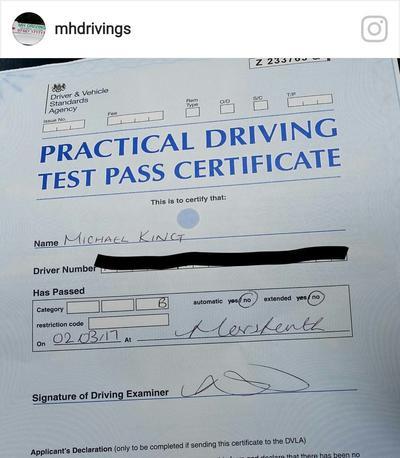 mhdrivings
Driver & Vehicle
Standards
Agency
Issue No.
Fee
Rem Type
D/D
S/C
T/P
PRACTICAL DRIVING
TEST PASS CERTIFICATE
This is to certify that:
Name MICHAEL KING
Driver Number
Has Passed
Category B automatic yes/no extended yes/no
restriction code
On 02/03/17 At
Signature of Driving Examiner
Applicant's Declaration (only to be completed if sending this certificate to the DVLA)